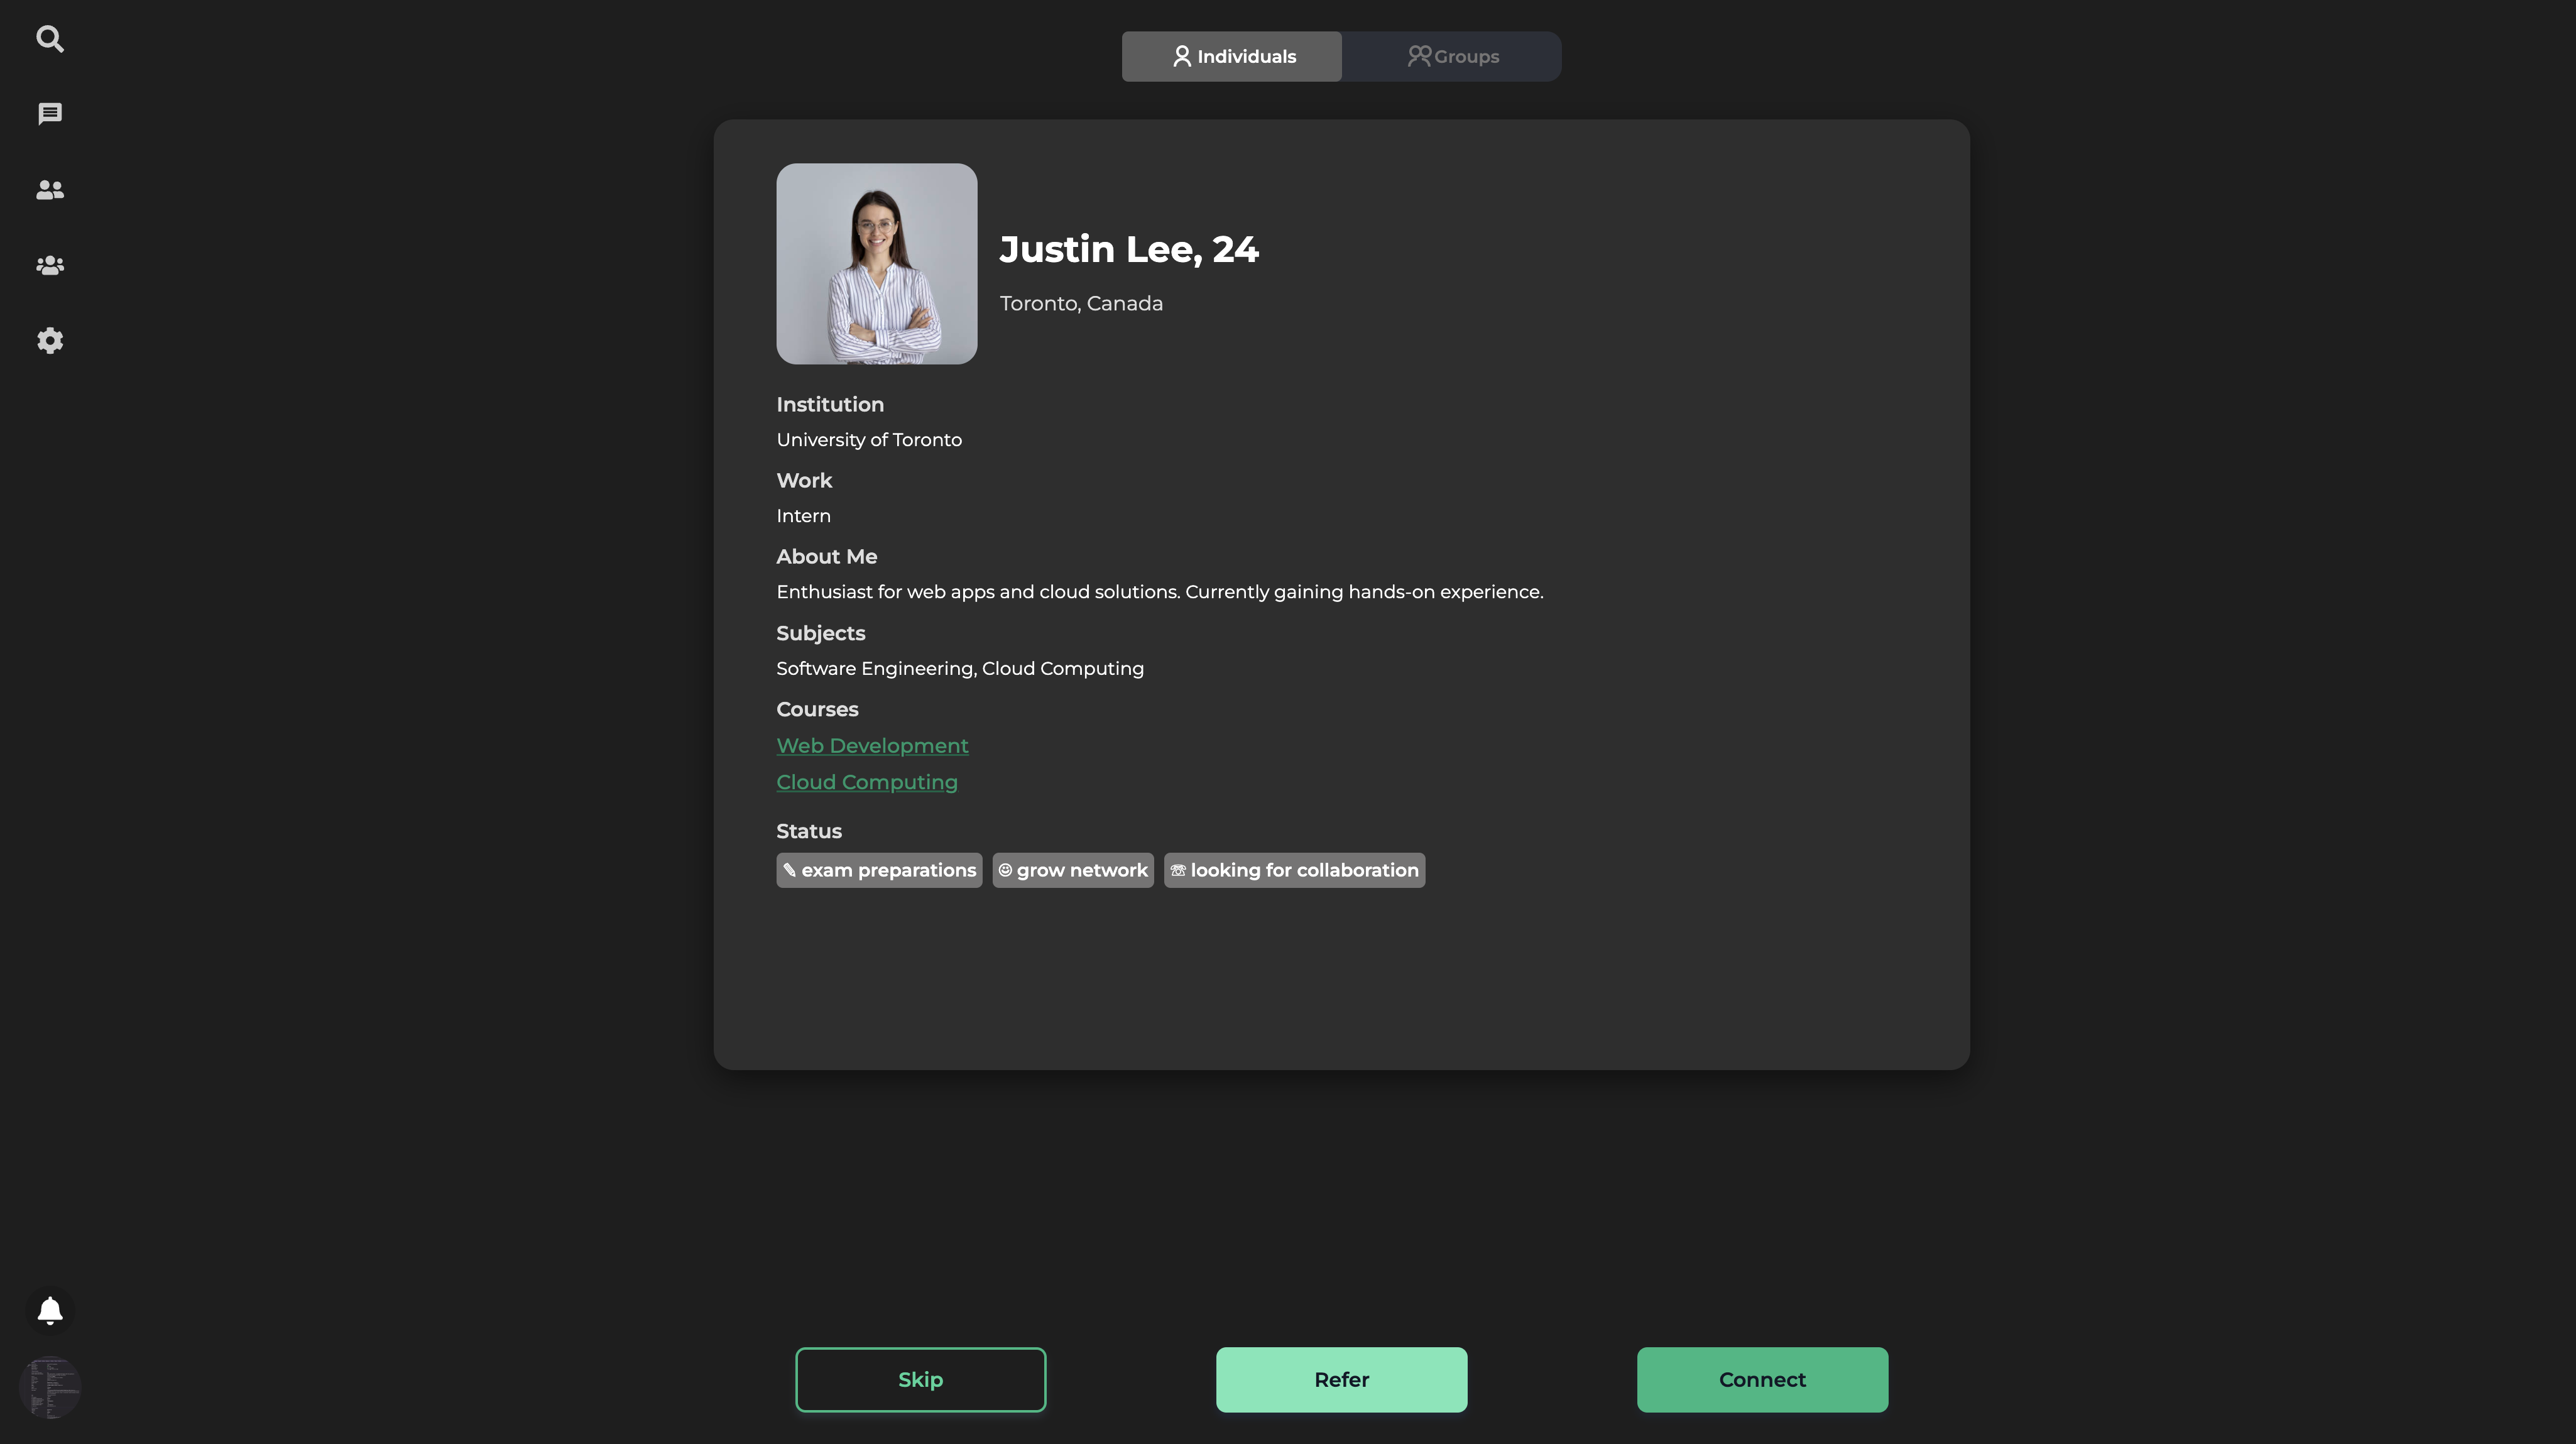 Individuals
Groups
Justin Lee, 24
Toronto, Canada
Institution
University of Toronto
Work
Intern
About Me
Enthusiast for web apps and cloud solutions. Currently gaining hands-on experience.
Subjects
Software Engineering, Cloud Computing
Courses
Web Development
Cloud Computing
Status
✎ exam preparations ☺ grow network ☏ looking for collaboration
Skip
Refer
Connect